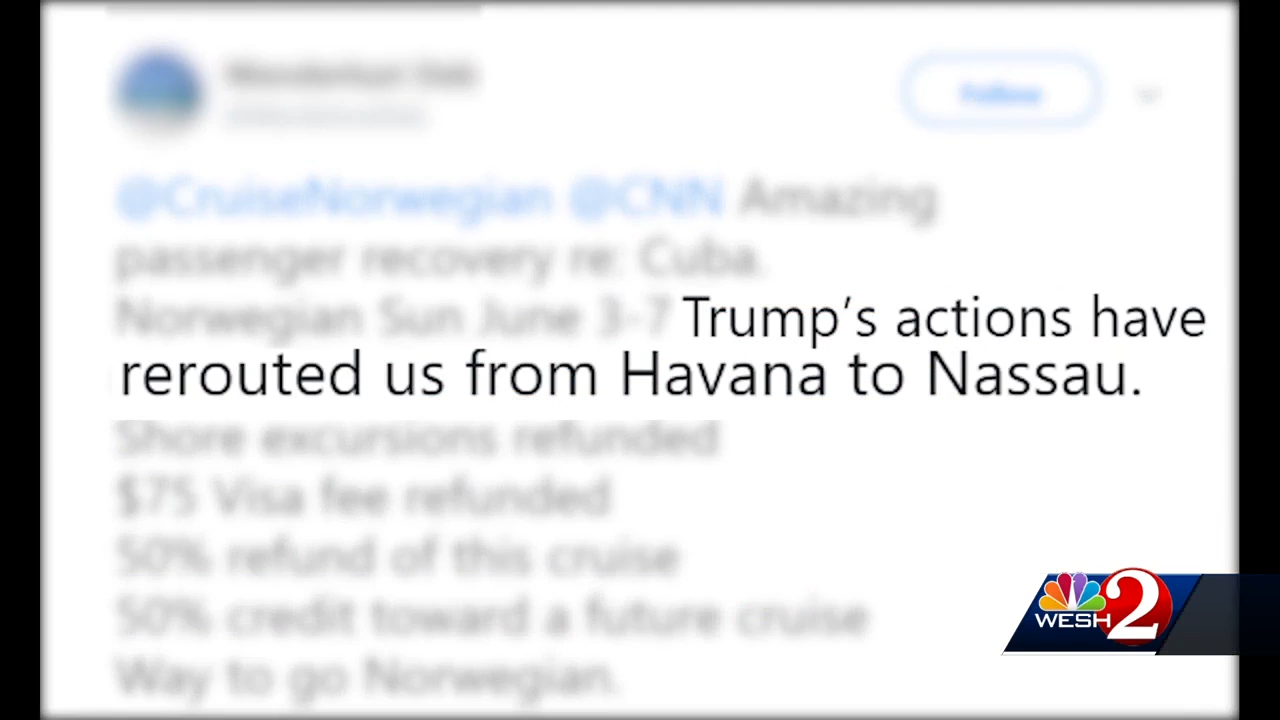 Follow
@CruiseNorwegian @CNN Amazing
passenger recovery re: Cuba.
Norwegian Sun June 3-7 Trump’s actions have
rerouted us from Havana to Nassau.
Shore excursions refunded
$75 Visa fee refunded
50% refund of this cruise
50% credit toward a future cruise
Way to go Norwegian.
WESH 2